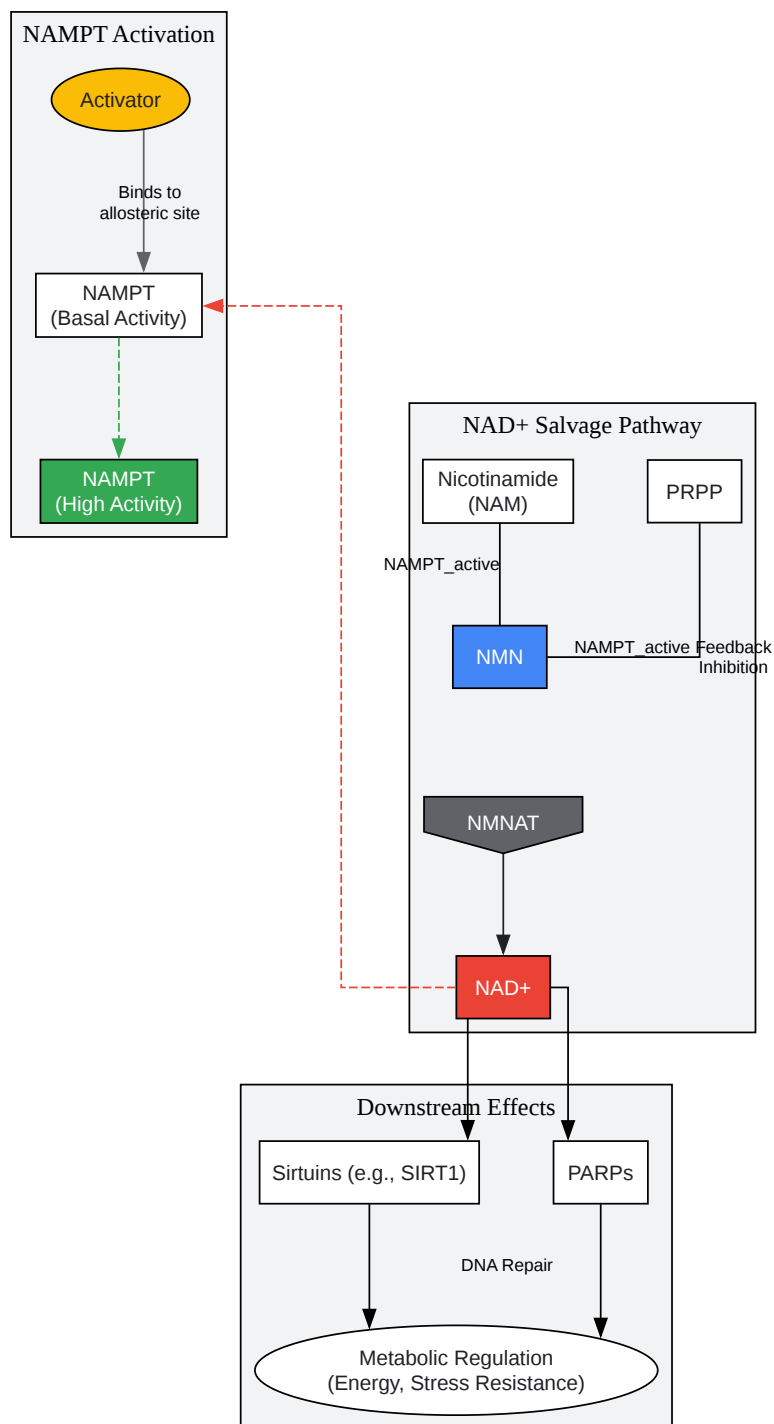 NAMPT Activation
Activator
Binds to
allosteric site
NAMPT
(Basal Activity)
NAMPT
(High Activity)
NAD+ Salvage Pathway
Nicotinamide
(NAM)
PRPP
NAMPT_active
NMN
NAMPT_active
Feedback
Inhibition
NMNAT
NAD+
Downstream Effects
Sirtuins (e.g., SIRT1)
PARPs
DNA Repair
Metabolic Regulation
(Energy, Stress Resistance)